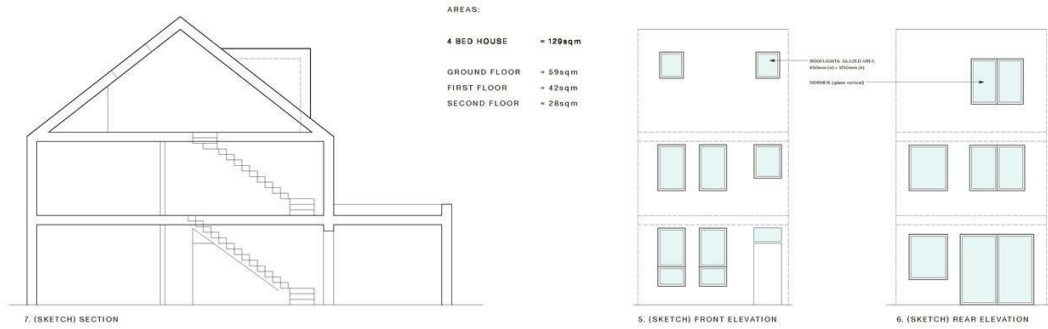 AREAS:
4 BED HOUSE = 129sqm
GROUND FLOOR = 59sqm
FIRST FLOOR = 42sqm
SECOND FLOOR = 28sqm
ROOFLIGHTS: GLAZED AREA
DORMER:
7. (SKETCH) SECTION
5. (SKETCH) FRONT ELEVATION
6. (SKETCH) REAR ELEVATION